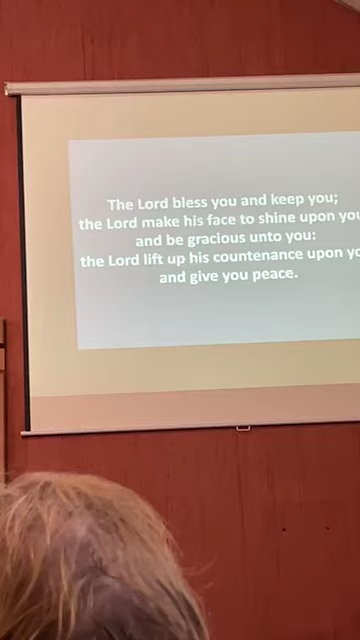 The Lord bless you and keep you;
the Lord make his face to shine upon you
and be gracious unto you:
the Lord lift up his countenance upon yo
and give you peace.